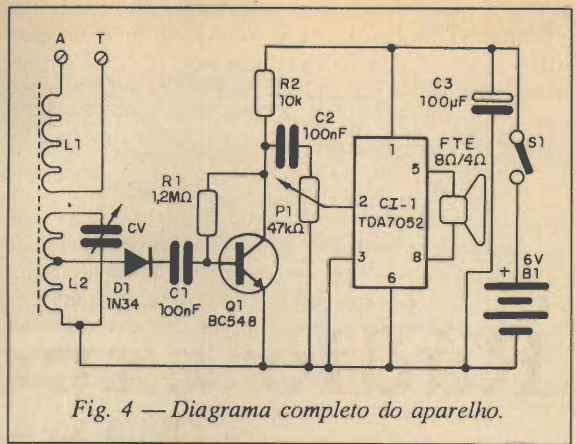 A
T
L1
L2
CV
D1
1N34
C1
100nF
R1
1,2MΩ
Q1
BC548
R2
10k
C2
100nF
P1
47kΩ
1
2
3
5
8
6
CI-1
TDA7052
FTE
8Ω/4Ω
C3
100µF
S1
6V
+
B1
Fig. 4 — Diagrama completo do aparelho.